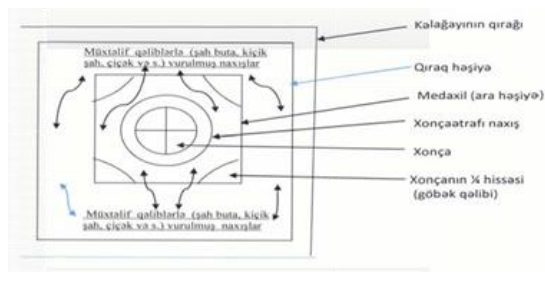 Kəlağayının qırağı
Müxtəlif qəliblərlə (şah buta, kiçik
şah, çiçək və s.) vurulmuş naxışlar
Qıraq həşiyə
Medaxil (ara həşiyə)
Xonçaətrafı naxış
Xonça
Xonçanın ¼ hissəsi
(göbək qəlibi)
Müxtəlif qəliblərlə (şah buta, kiçik
şah, çiçək və s.) vurulmuş naxışlar